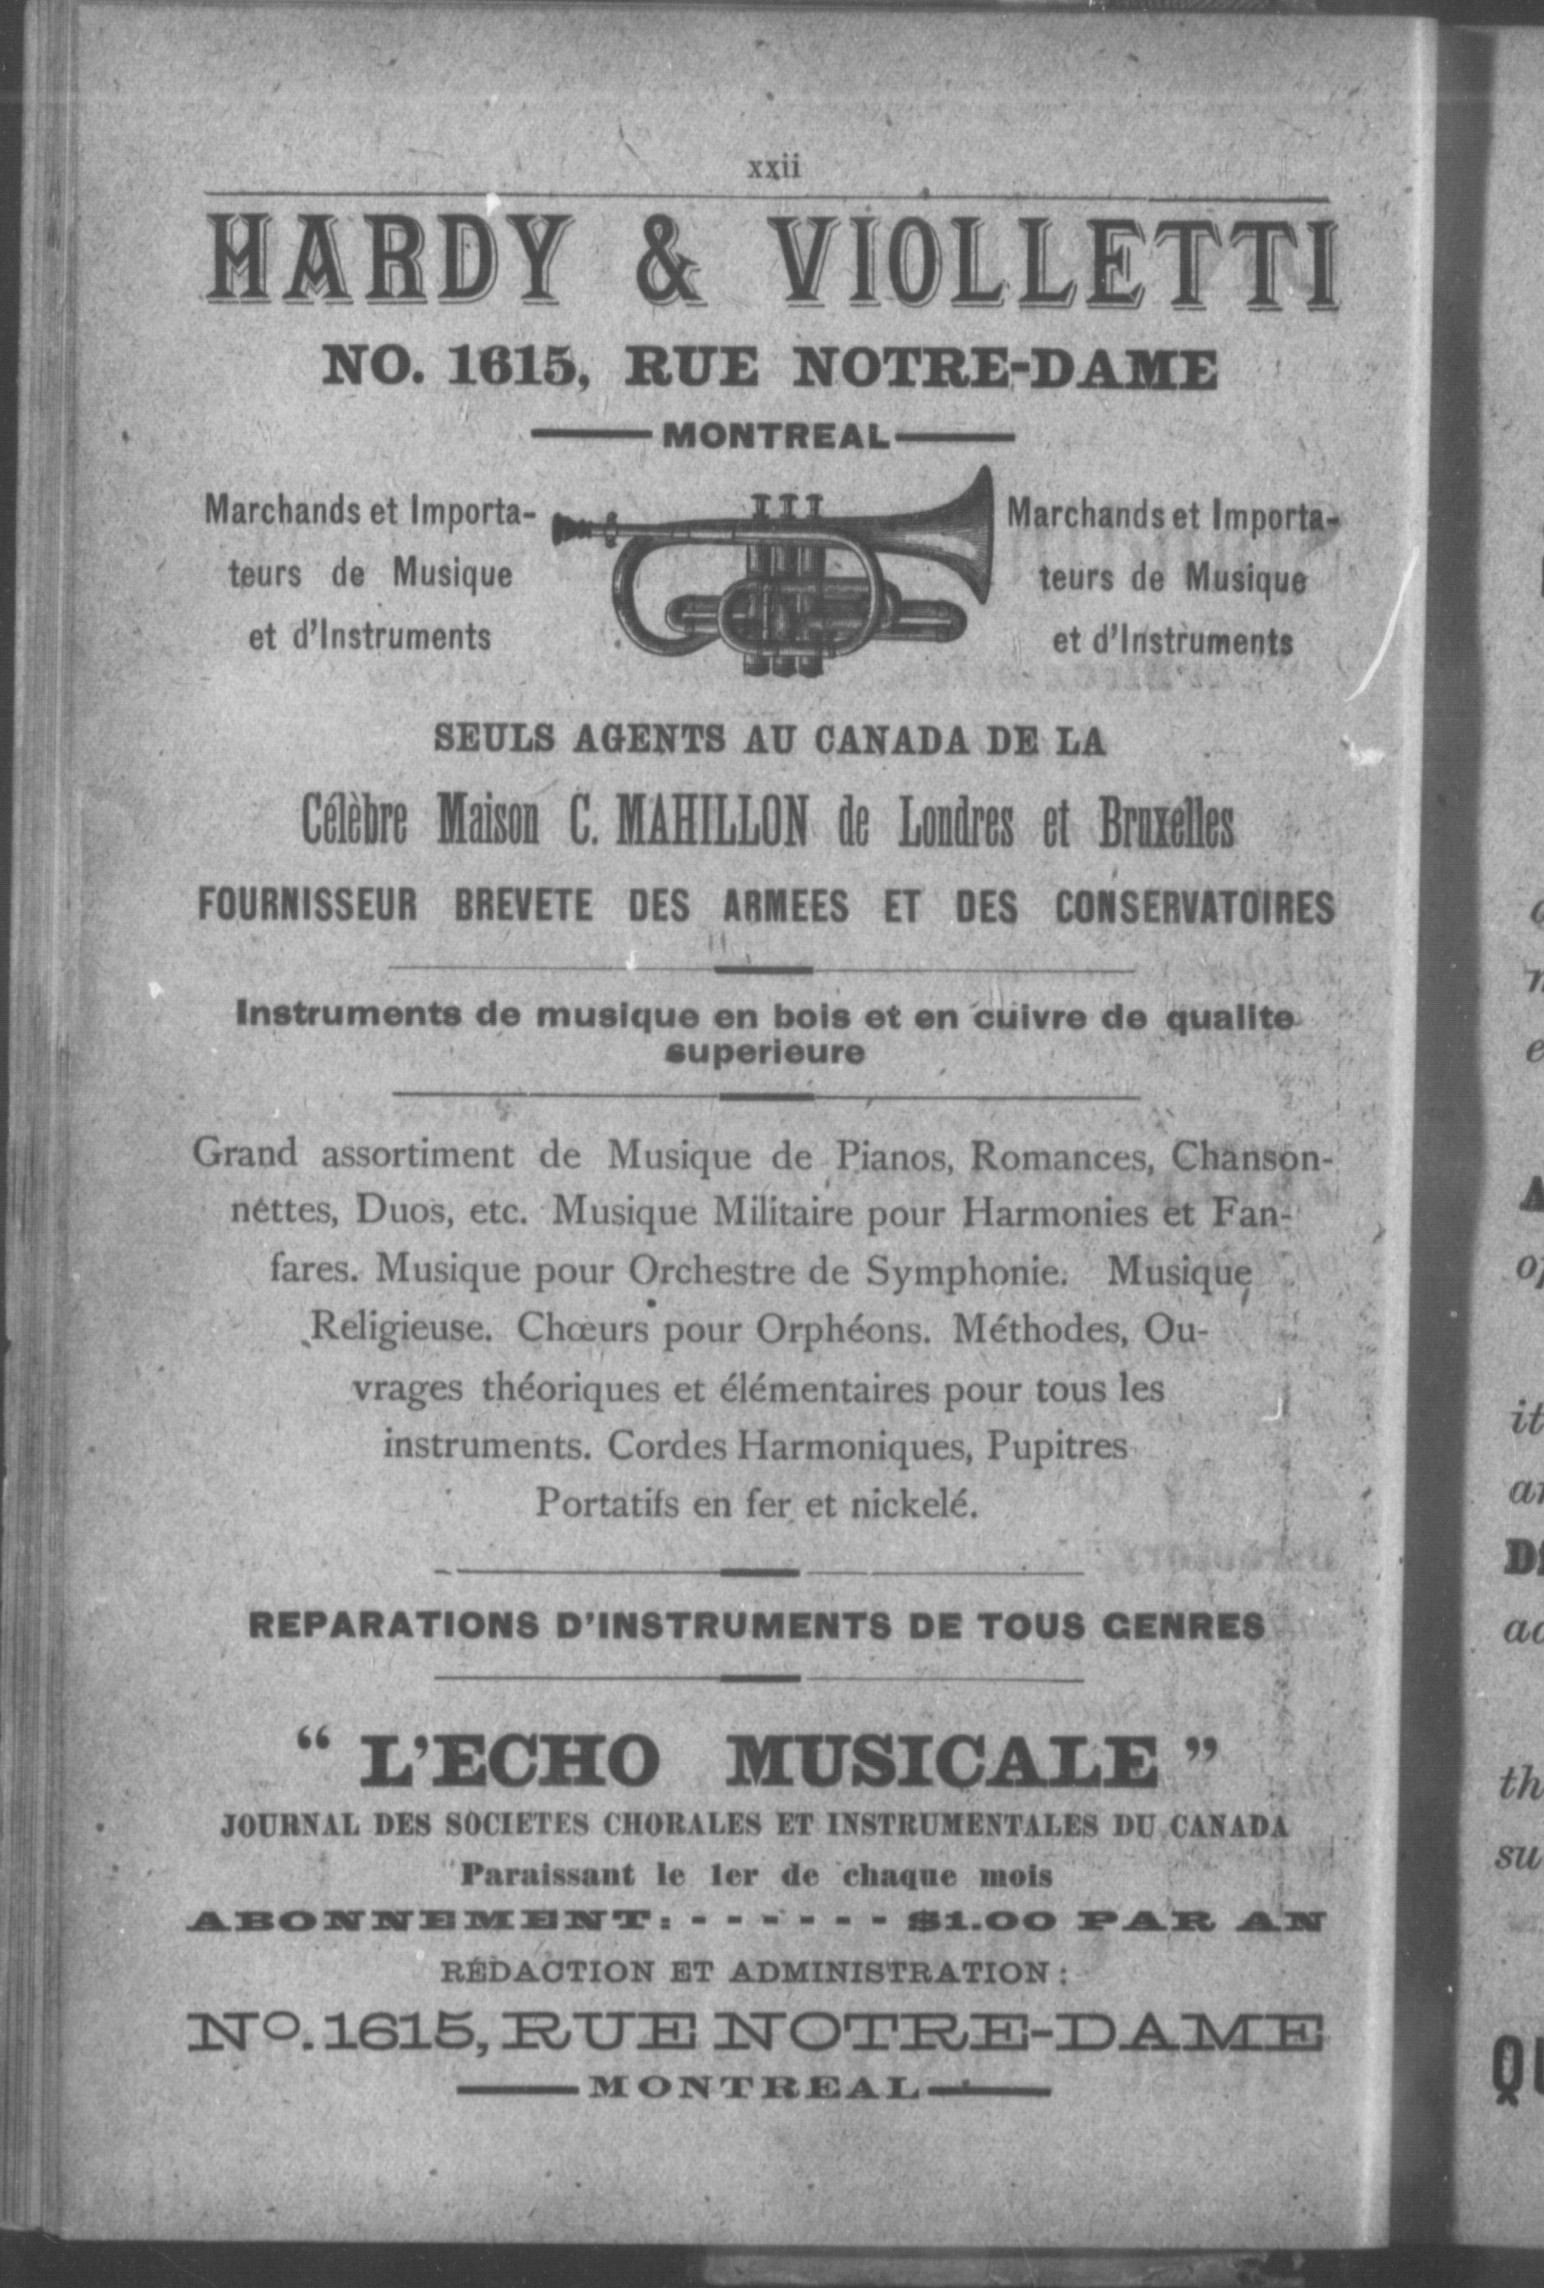 xxii
HARDY & VIOLLETTI
NO. 1615, RUE NOTRE-DAME
MONTREAL
Marchands et Importa-
teurs de Musique
et d'Instruments
Marchands et Importa-
teurs de Musique
et d'Instruments
SEULS AGENTS AU CANADA DE LA
Célèbre Maison C. MAHILLON de Londres et Bruxelles
FOURNISSEUR BREVETE DES ARMEES ET DES CONSERVATOIRES
Instruments de musique en bois et en cuivre de qualite
superieure
Grand assortiment de Musique de Pianos, Romances, Chanson-
nettes, Duos, etc. Musique Militaire pour Harmonies et Fan-
fares. Musique pour Orchestre de Symphonie. Musique
Religieuse. Chœurs pour Orphéons. Méthodes, Ou-
vrages théoriques et élémentaires pour tous les
instruments. Cordes Harmoniques, Pupitres
Portatifs en fer et nickelé.
REPARATIONS D'INSTRUMENTS DE TOUS GENRES
“ L'ECHO MUSICALE ”
JOURNAL DES SOCIETES CHORALES ET INSTRUMENTALES DU CANADA
Paraissant le 1er de chaque mois
ABONNEMENT: - - - - - - $1.00 PAR AN
RÉDACTION ET ADMINISTRATION :
No. 1615, RUE NOTRE-DAME
MONTREAL